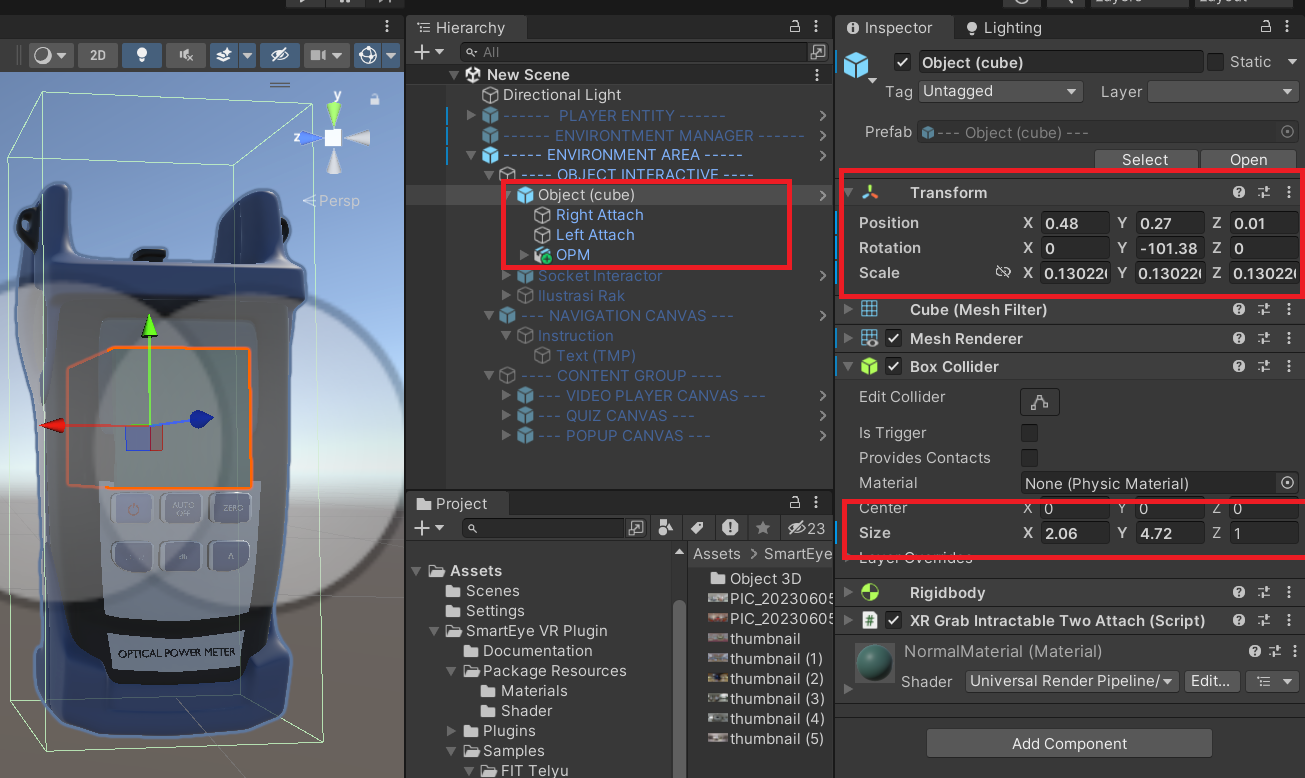 2D
Persp
y
z
AUTO
ZERO
OPTICAL POWER METER
Hierarchy
All
New Scene
Directional Light
------ PLAYER ENTITY ------
------ ENVIRONTMENT MANAGER ------
----- ENVIRONMENT AREA -----
---- OBJECT INTERACTIVE ----
Object (cube)
Right Attach
Left Attach
OPM
Socket Interactor
Ilustrasi Rak
--- NAVIGATION CANVAS ---
Instruction
Text (TMP)
---- CONTENT GROUP ----
--- VIDEO PLAYER CANVAS ---
--- QUIZ CANVAS ---
--- POPUP CANVAS ---
Project
23
Assets
Scenes
Settings
SmartEye VR Plugin
Documentation
Package Resources
Materials
Shader
Plugins
Samples
FIT Telyu
Assets > SmartEye
Object 3D
PIC_20230605
PIC_20230605
thumbnail
thumbnail (1)
thumbnail (2)
thumbnail (3)
thumbnail (4)
thumbnail (5)
Inspector Lighting
Object (cube) Static
Tag Untagged Layer
Prefab --- Object (cube) ---
Select Open
Transform
Position X 0.48 Y 0.27 Z 0.01
Rotation X 0 Y -101.38 Z 0
Scale X 0.13022 Y 0.13022 Z 0.13022
Cube (Mesh Filter)
Mesh Renderer
Box Collider
Edit Collider
Is Trigger
Provides Contacts
Material None (Physic Material)
Center X 0 Y 0 Z 0
Size X 2.06 Y 4.72 Z 1
Layer Overrides
Rigidbody
XR Grab Intractable Two Attach (Script)
NormalMaterial (Material)
Shader Universal Render Pipeline/ Edit...
Add Component